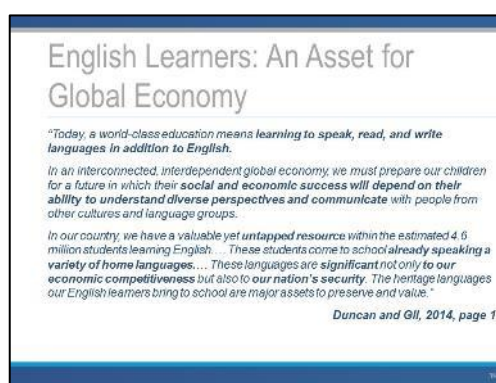 English Learners: An Asset for
Global Economy
“Today, a world-class education means learning to speak, read, and write
languages in addition to English.
In an interconnected, interdependent global economy, we must prepare our children
for a future in which their social and economic success will depend on their
ability to understand diverse perspectives and communicate with people from
other cultures and language groups.
In our country, we have a valuable yet untapped resource within the estimated 4.6
million students learning English.... These students come to school already speaking a
variety of home languages.... These languages are significant not only to our
economic competitiveness but also to our nation's security. The heritage languages
our English learners bring to school are major assets to preserve and value.”
Duncan and Gil, 2014, page 1